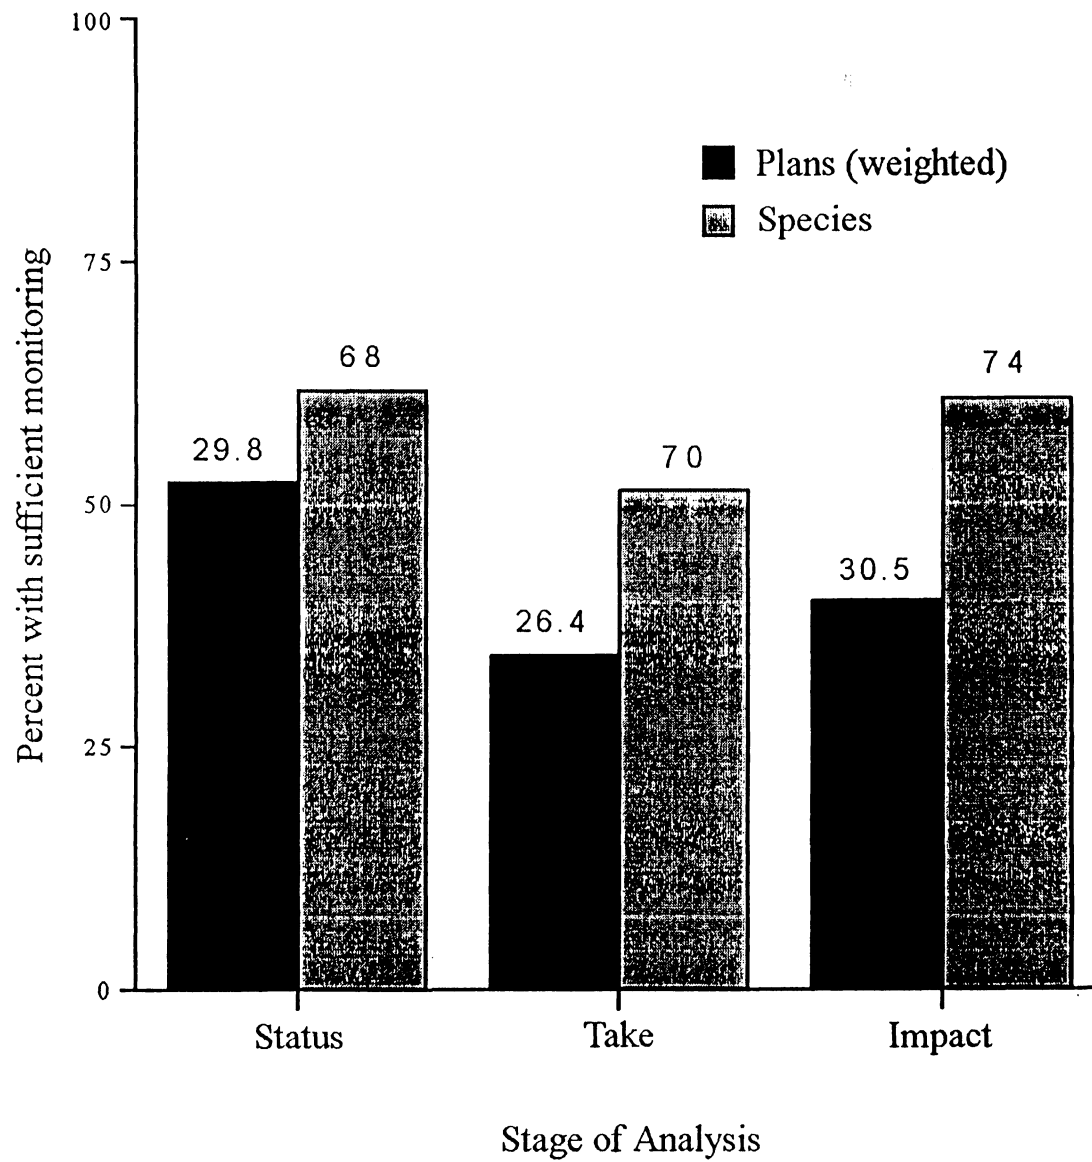 100
Plans (weighted)
Species
75
Percent with sufficient monitoring
68
74
29.8
70
50
30.5
26.4
25
0
Status
Take
Impact
Stage of Analysis